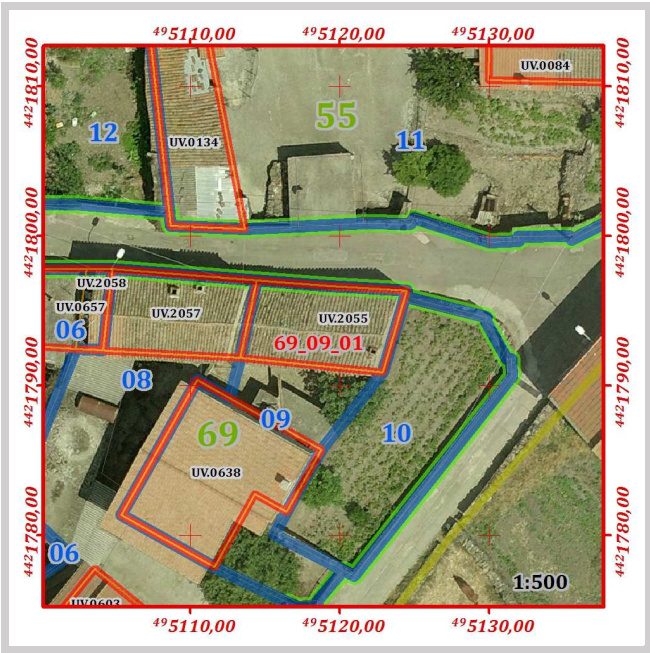 ⁴⁹5110,00 ⁴⁹5120,00 ⁴⁹5130,00
⁴⁴²1810,00 ⁴⁴²1810,00
UV.0084
55
12 UV.0134 11
⁴⁴²1800,00 ⁴⁴²1800,00
UV.2058
UV.0657 UV.2057 UV.2055
06 69_09_01
⁴⁴²1790,00 ⁴⁴²1790,00
08
09
69 10
UV.0638
⁴⁴²1780,00 ⁴⁴²1780,00
06
1:500
UV.0603
⁴⁹5110,00 ⁴⁹5120,00 ⁴⁹5130,00